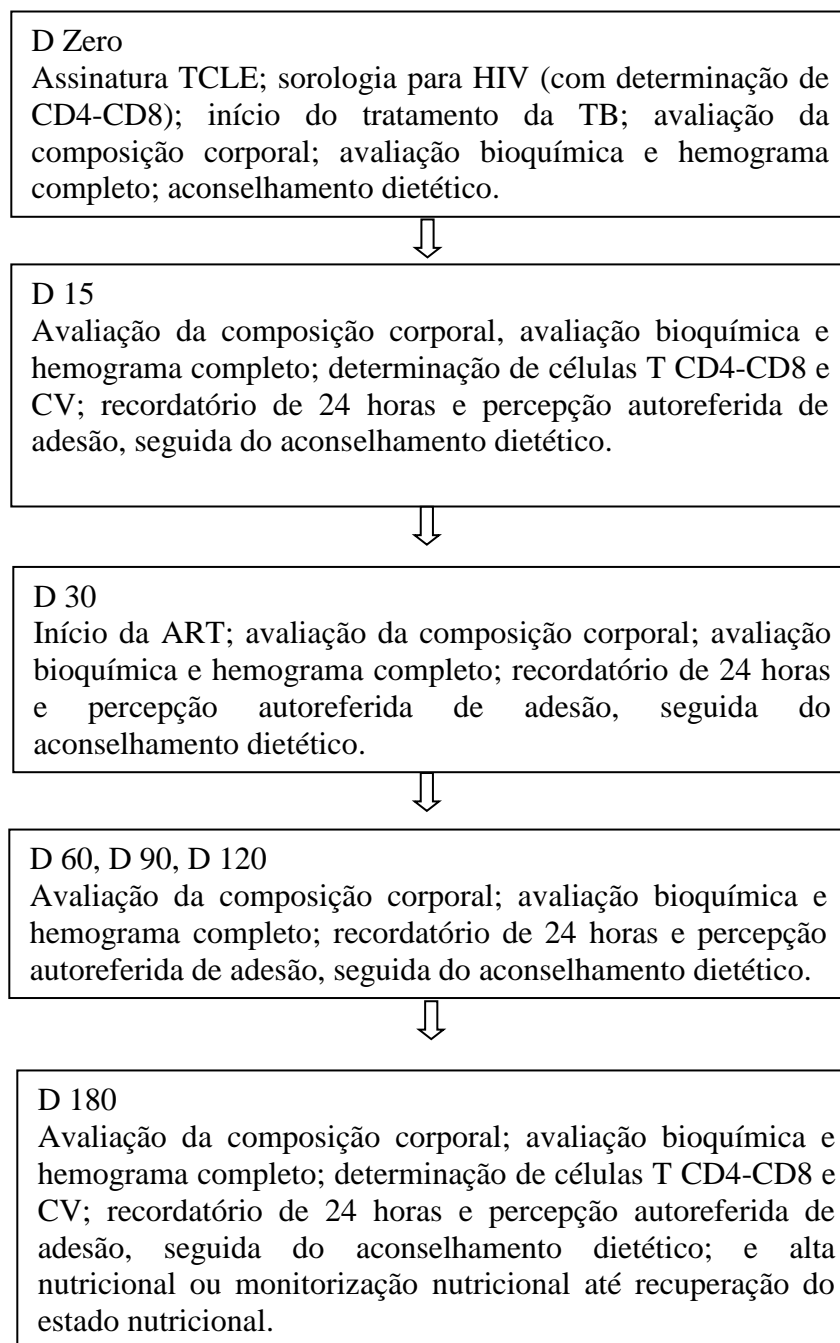 D Zero
Assinatura TCLE; sorologia para HIV (com determinação de
CD4-CD8); início do tratamento da TB; avaliação da
composição corporal; avaliação bioquímica e hemograma
completo; aconselhamento dietético.
D 15
Avaliação da composição corporal, avaliação bioquímica e
hemograma completo; determinação de células T CD4-CD8 e
CV; recordatório de 24 horas e percepção autoreferida de
adesão, seguida do aconselhamento dietético.
D 30
Início da ART; avaliação da composição corporal; avaliação
bioquímica e hemograma completo; recordatório de 24 horas
e percepção autoreferida de adesão, seguida do
aconselhamento dietético.
D 60, D 90, D 120
Avaliação da composição corporal; avaliação bioquímica e
hemograma completo; recordatório de 24 horas e percepção
autoreferida de adesão, seguida do aconselhamento dietético.
D 180
Avaliação da composição corporal; avaliação bioquímica e
hemograma completo; determinação de células T CD4-CD8 e
CV; recordatório de 24 horas e percepção autoreferida de
adesão, seguida do aconselhamento dietético; e alta
nutricional ou monitorização nutricional até recuperação do
estado nutricional.